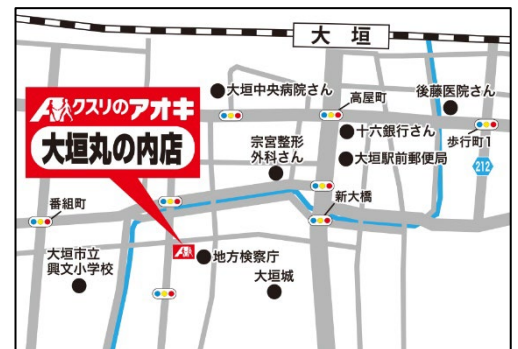 大垣
クスリのアオキ
大垣丸の内店
大垣中央病院さん
高屋町
後藤医院さん
十六銀行さん
歩行町1
宗宮整形
外科さん
大垣駅前郵便局
212
番組町
新大橋
大垣市立
興文小学校
地方検察庁
大垣城